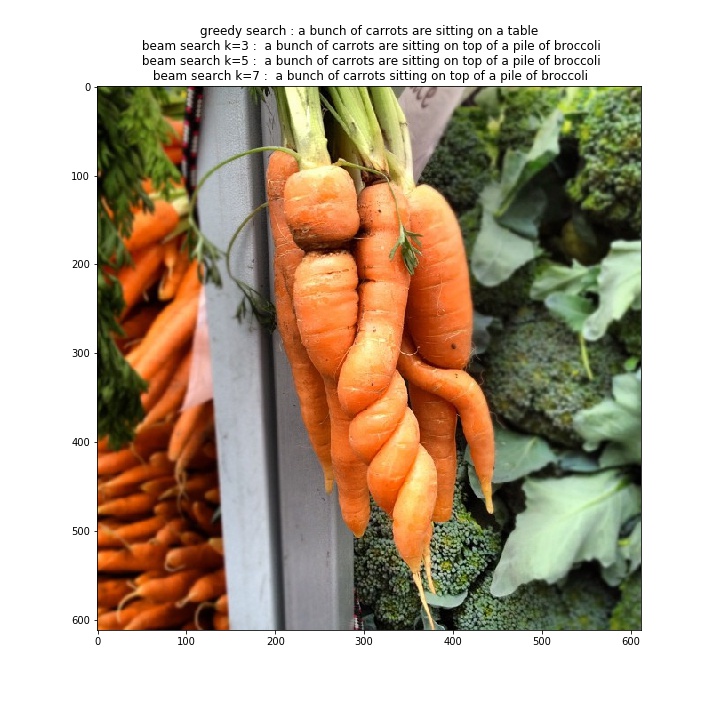 greedy search : a bunch of carrots are sitting on a table
beam search k=3 : a bunch of carrots are sitting on top of a pile of broccoli
beam search k=5 : a bunch of carrots are sitting on top of a pile of broccoli
beam search k=7 : a bunch of carrots sitting on top of a pile of broccoli
0
100
200
300
400
500
600
0 100 200 300 400 500 600